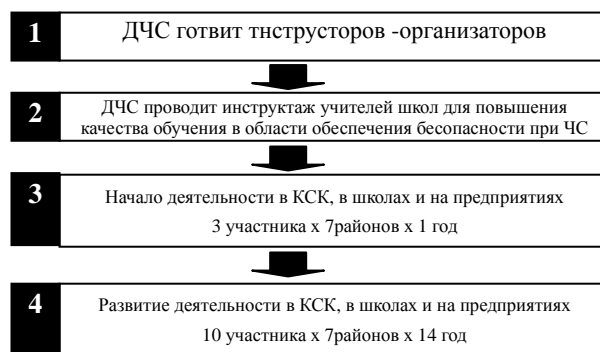 1 ДЧС готвит тнструсторов -организаторов
2 ДЧС проводит инструктаж учителей школ для повышения
качества обучения в области обеспечения бесопасности при ЧС
3 Начало деятельности в КСК, в школах и на предприятиях
3 участника х 7районов х 1 год
4 Развитие деятельности в КСК, в школах и на предприятиях
10 участника х 7районов х 14 год